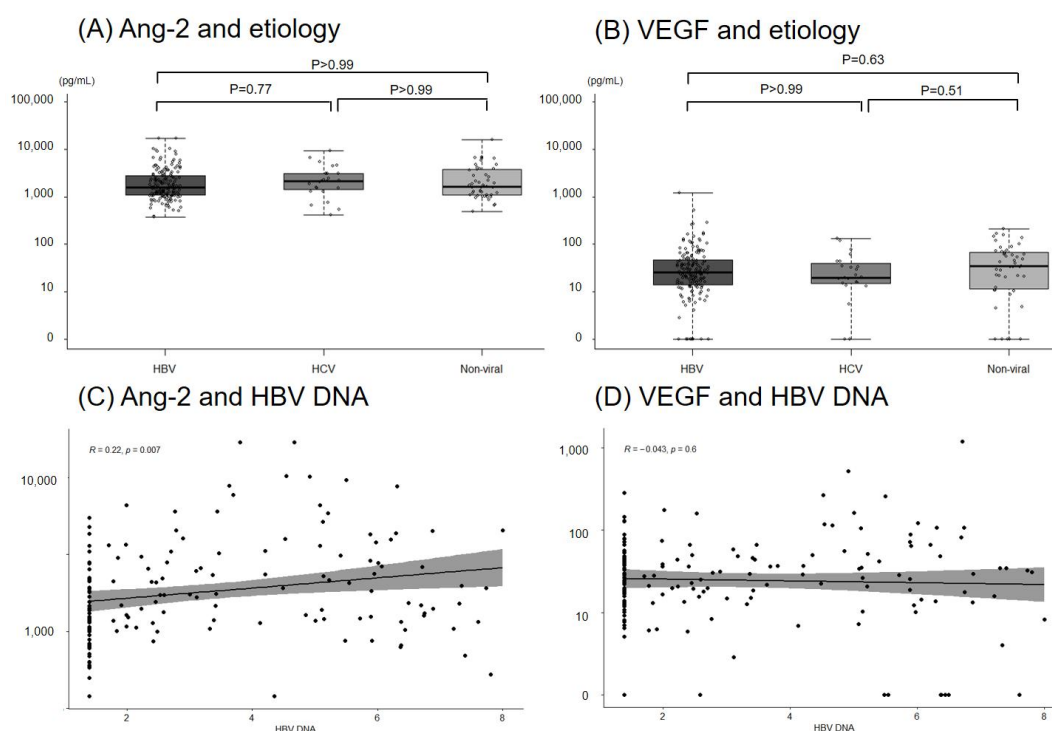 (A) Ang-2 and etiology
(pg/mL)
P>0.99
P=0.77
>0.99
100,000
10,000
1,000
100
10
0
HBV
HCV
Non-viral
(B) VEGF and etiology
(pg/mL)
P=0.63
P>0.99
P=0.51
100,000
10,000
1,000
100
10
0
HBV
HCV
Non-viral
(C) Ang-2 and HBV DNA
R = 0.22, p = 0.007
10,000
1,000
2
4
6
8
HBV DNA
(D) VEGF and HBV DNA
R = −0.043, p = 0.6
1,000
100
10
0
2
4
6
8
HBV DNA